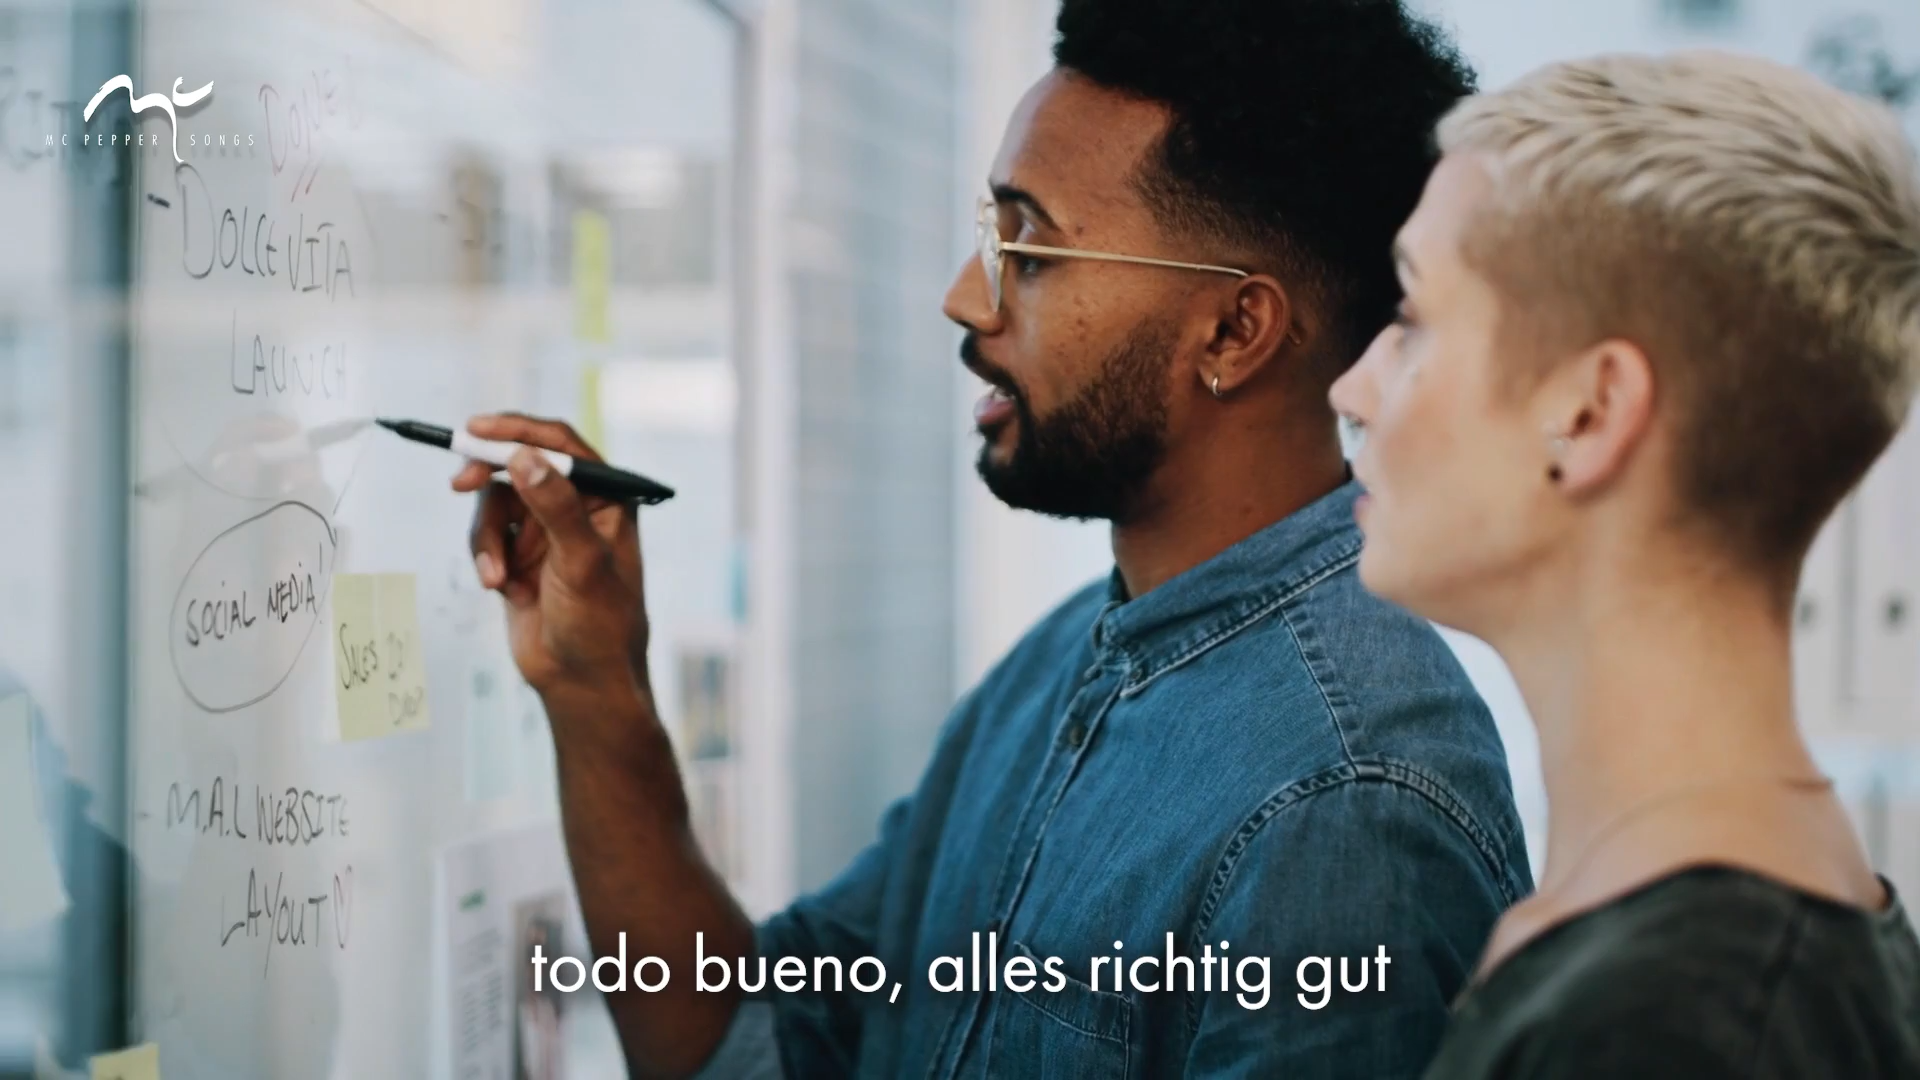 MC PEPPER SONGS
- DOLCE VITA
LAUNCH
SOCIAL MEDIA!
SALES
- M.A.L WEBSITE
LAYOUT♡
todo bueno, alles richtig gut